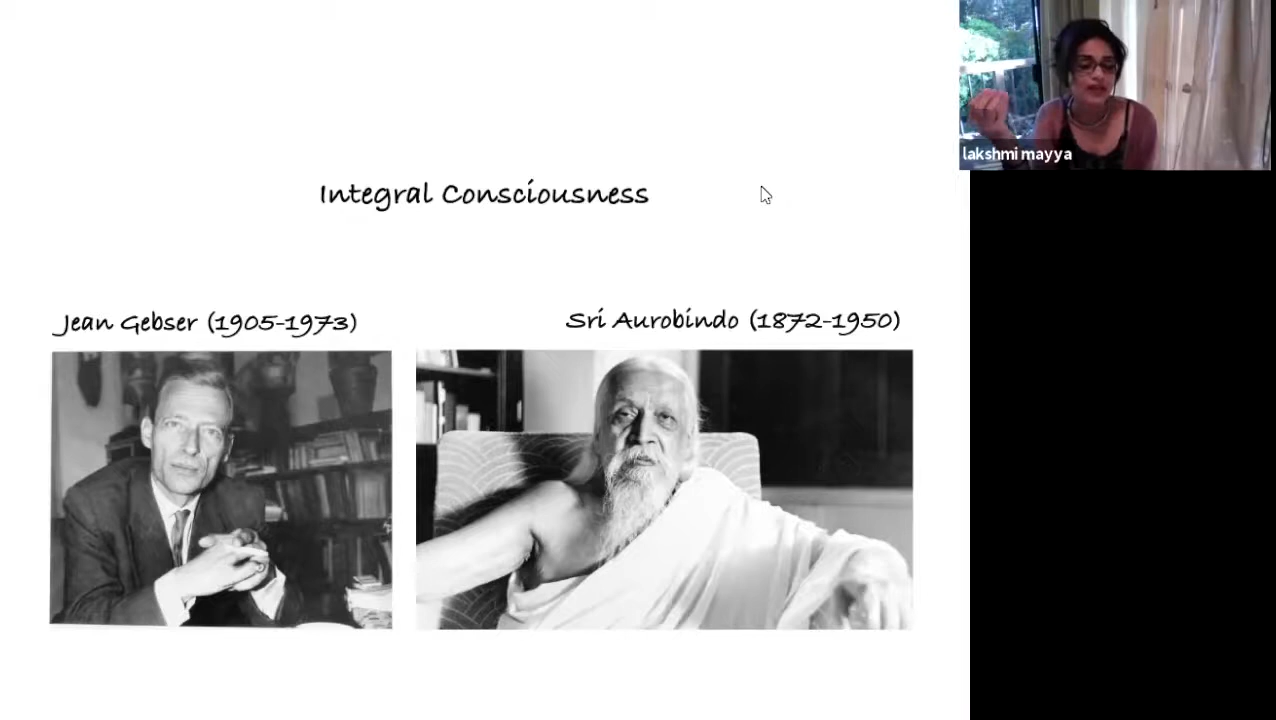 lakshmi mayya
Integral Consciousness
Jean Gebser (1905-1973)
Sri Aurobindo (1872-1950)